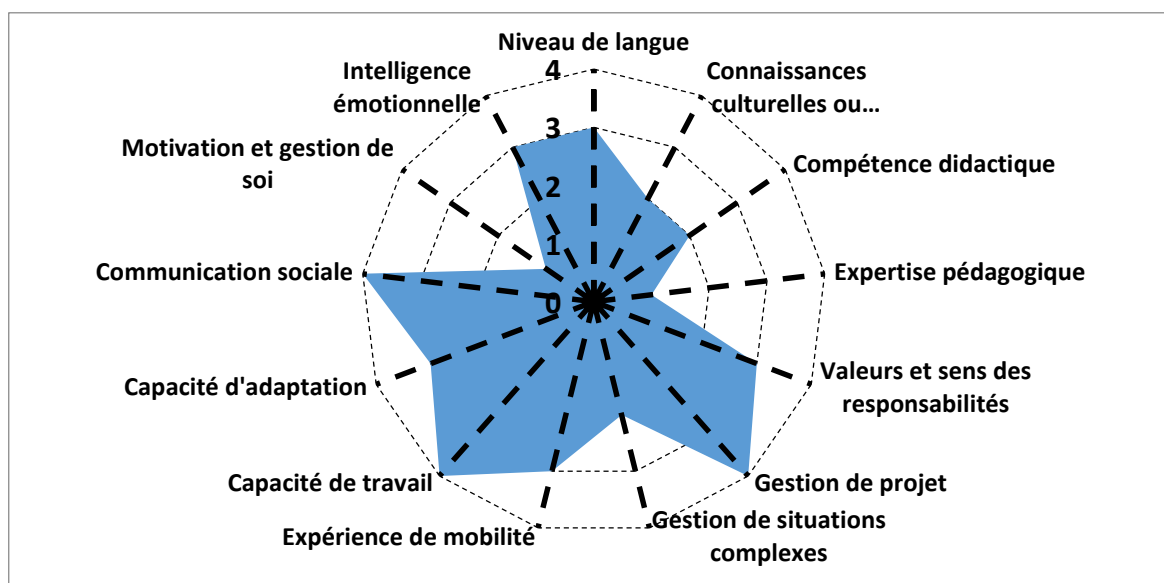 Niveau de langue
4
3
2
1
0
Connaissances
culturelles ou…
Compétence didactique
Expertise pédagogique
Valeurs et sens des
responsabilités
Gestion de projet
Gestion de situations
complexes
Expérience de mobilité
Capacité de travail
Capacité d'adaptation
Communication sociale
Motivation et gestion de
soi
Intelligence
émotionnelle